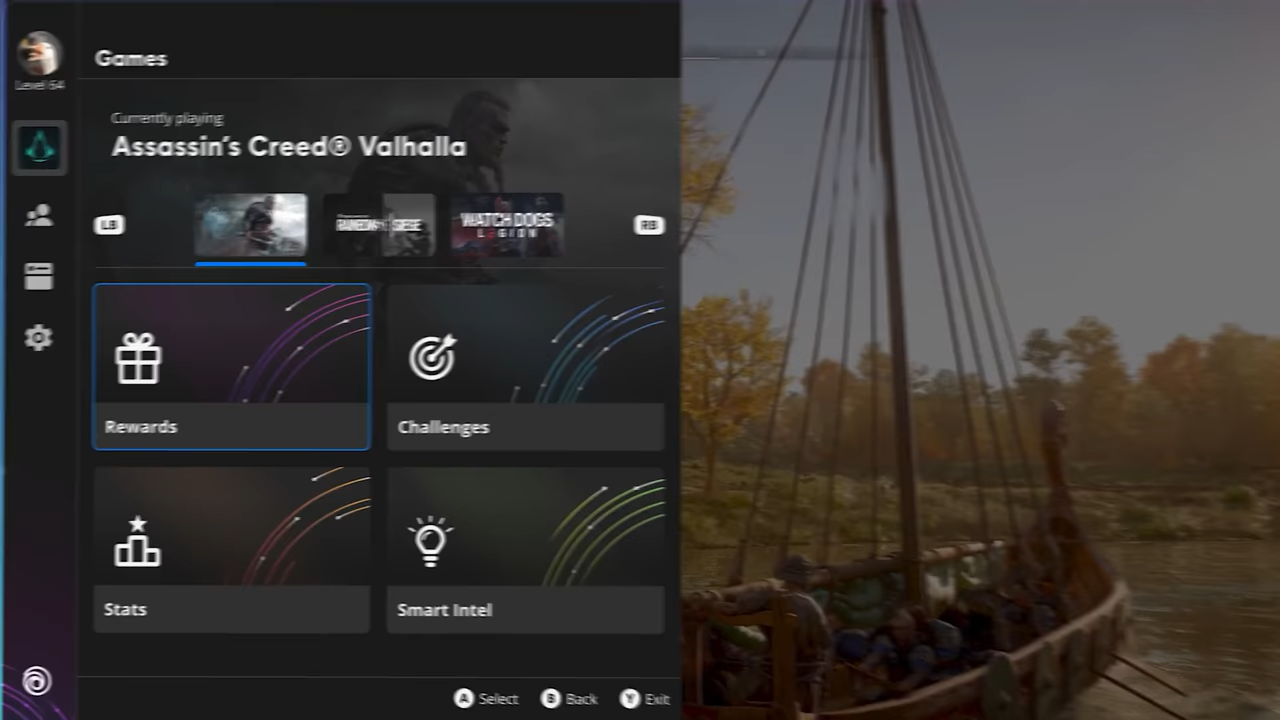 Games
Level 64
Currently playing
Assassin's Creed® Valhalla
LB
SIEGE
WATCH DOGS
LEGION
RB
Rewards
Challenges
Stats
Smart Intel
A Select
B Back
Y Exit